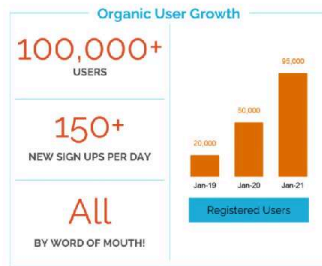 Organic User Growth
100,000+
USERS
150+
NEW SIGN UPS PER DAY
All
BY WORD OF MOUTH!
95,000
50,000
20,000
Jan-19 Jan-20 Jan-21
Registered Users